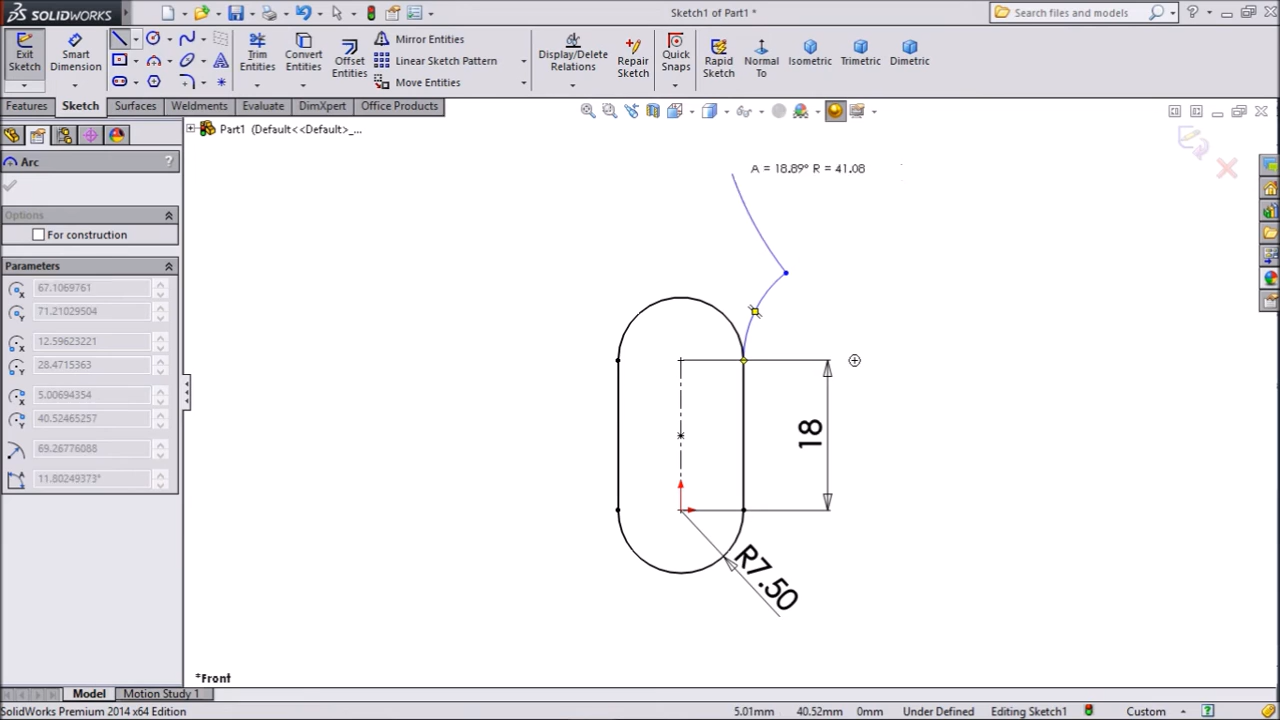 SOLIDWORKS
Sketch1 of Part1 *
Search files and models
Exit Sketch
Smart Dimension
Trim Entities
Convert Entities
Offset Entities
Mirror Entities
Linear Sketch Pattern
Move Entities
Display/Delete Relations
Repair Sketch
Quick Snaps
Rapid Sketch
Normal To
Isometric
Trimetric
Dimetric
Features
Sketch
Surfaces
Weldments
Evaluate
DimXpert
Office Products
Part1 (Default<<Default>_...
Arc
?
Options
For construction
Parameters
67.1069761
71.21029504
12.59623221
28.4715363
5.00694354
40.52465257
69.26776088
11.80249373°
A = 18.89° R = 41.08
18
R7.50
*Front
Model
Motion Study 1
SolidWorks Premium 2014 x64 Edition
5.01mm
40.52mm
0mm
Under Defined
Editing Sketch1
Custom